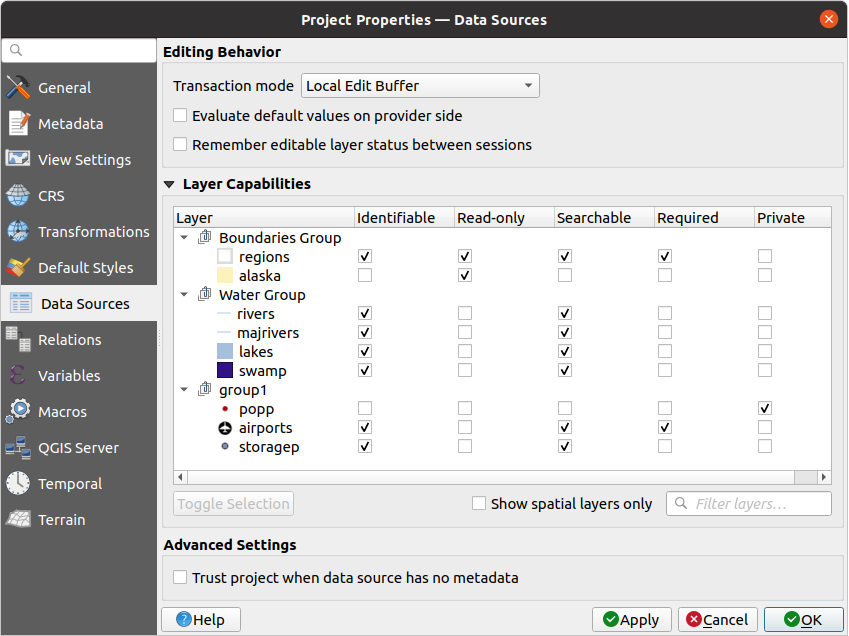 Project Properties — Data Sources
General
Metadata
View Settings
CRS
Transformations
Default Styles
Data Sources
Relations
Variables
Macros
QGIS Server
Temporal
Terrain
Editing Behavior
Transaction mode Local Edit Buffer
Evaluate default values on provider side
Remember editable layer status between sessions
Layer Capabilities
Layer Identifiable Read-only Searchable Required Private
Boundaries Group
regions
alaska
Water Group
rivers
majrivers
lakes
swamp
group1
popp
airports
storagep
Toggle Selection Show spatial layers only Filter layers…
Advanced Settings
Trust project when data source has no metadata
Help Apply Cancel OK